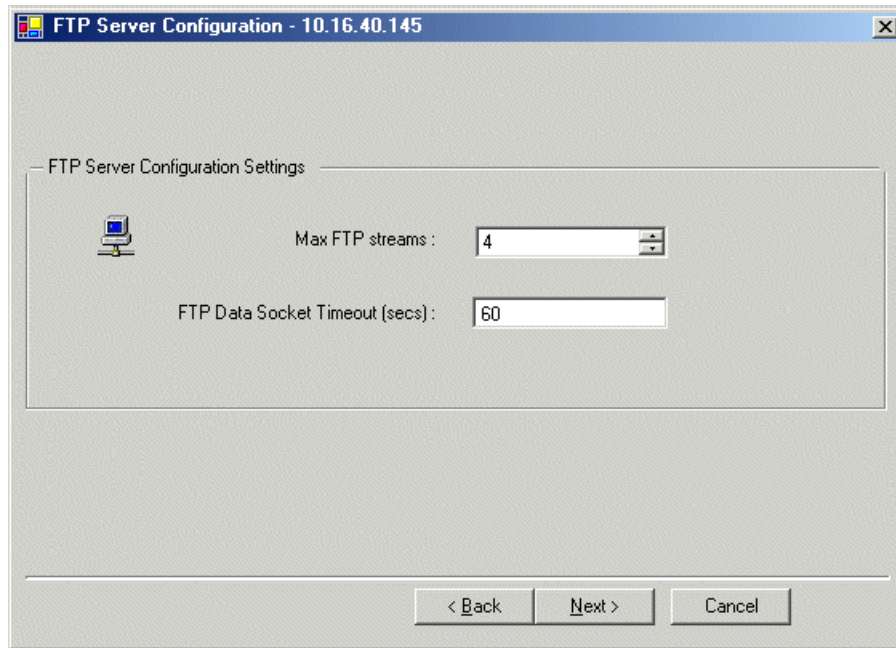 FTP Server Configuration - 10.16.40.145
FTP Server Configuration Settings
Max FTP streams :
4
FTP Data Socket Timeout (secs) :
60
< Back
Next >
Cancel